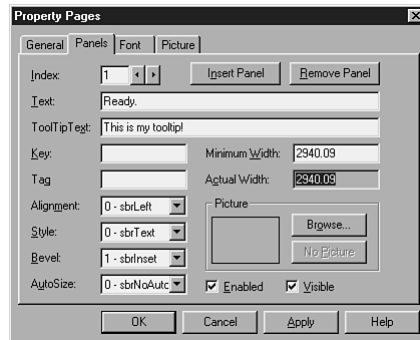 Property Pages
General Panels Font Picture
Index: 1 Insert Panel Remove Panel
Text: Ready.
ToolTipText: This is my tooltip!
Key: Minimum Width: 2940.09
Tag Actual Width: 2940.09
Alignment: 0 - sbrLeft Picture
Style: 0 - sbrText Browse...
Bevel: 1 - sbrInset No Picture
AutoSize: 0 - sbrNoAutc Enabled Visible
OK Cancel Apply Help